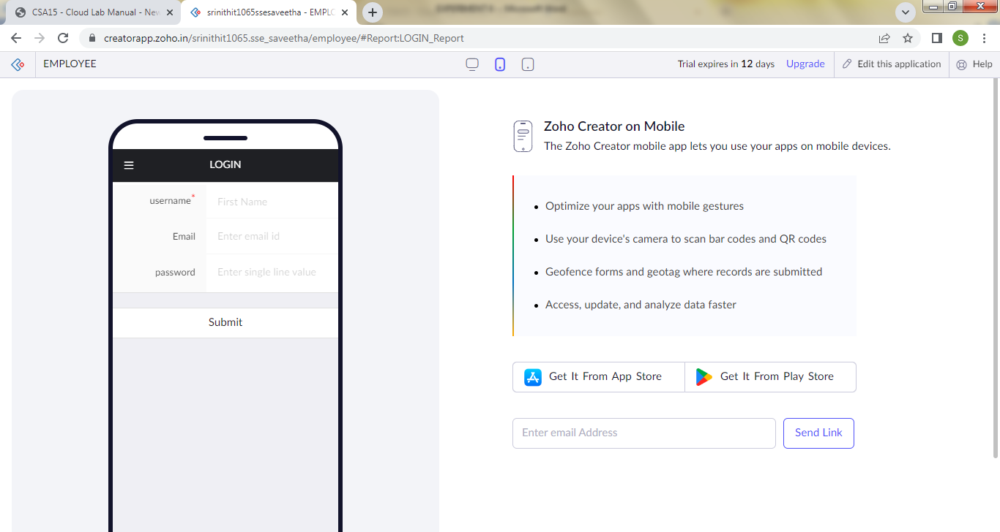 CSA15 - Cloud Lab Manual - New
srinithit1065ssesaveetha - EMPLO
creatorapp.zoho.in/srinithit1065.sse_saveetha/employee/#Report:LOGIN_Report
S
EMPLOYEE
Trial expires in 12 days Upgrade Edit this application Help
LOGIN
username* First Name
Email Enter email id
password Enter single line value
Submit
Zoho Creator on Mobile
The Zoho Creator mobile app lets you use your apps on mobile devices.
• Optimize your apps with mobile gestures
• Use your device's camera to scan bar codes and QR codes
• Geofence forms and geotag where records are submitted
• Access, update, and analyze data faster
Get It From App Store Get It From Play Store
Enter email Address Send Link